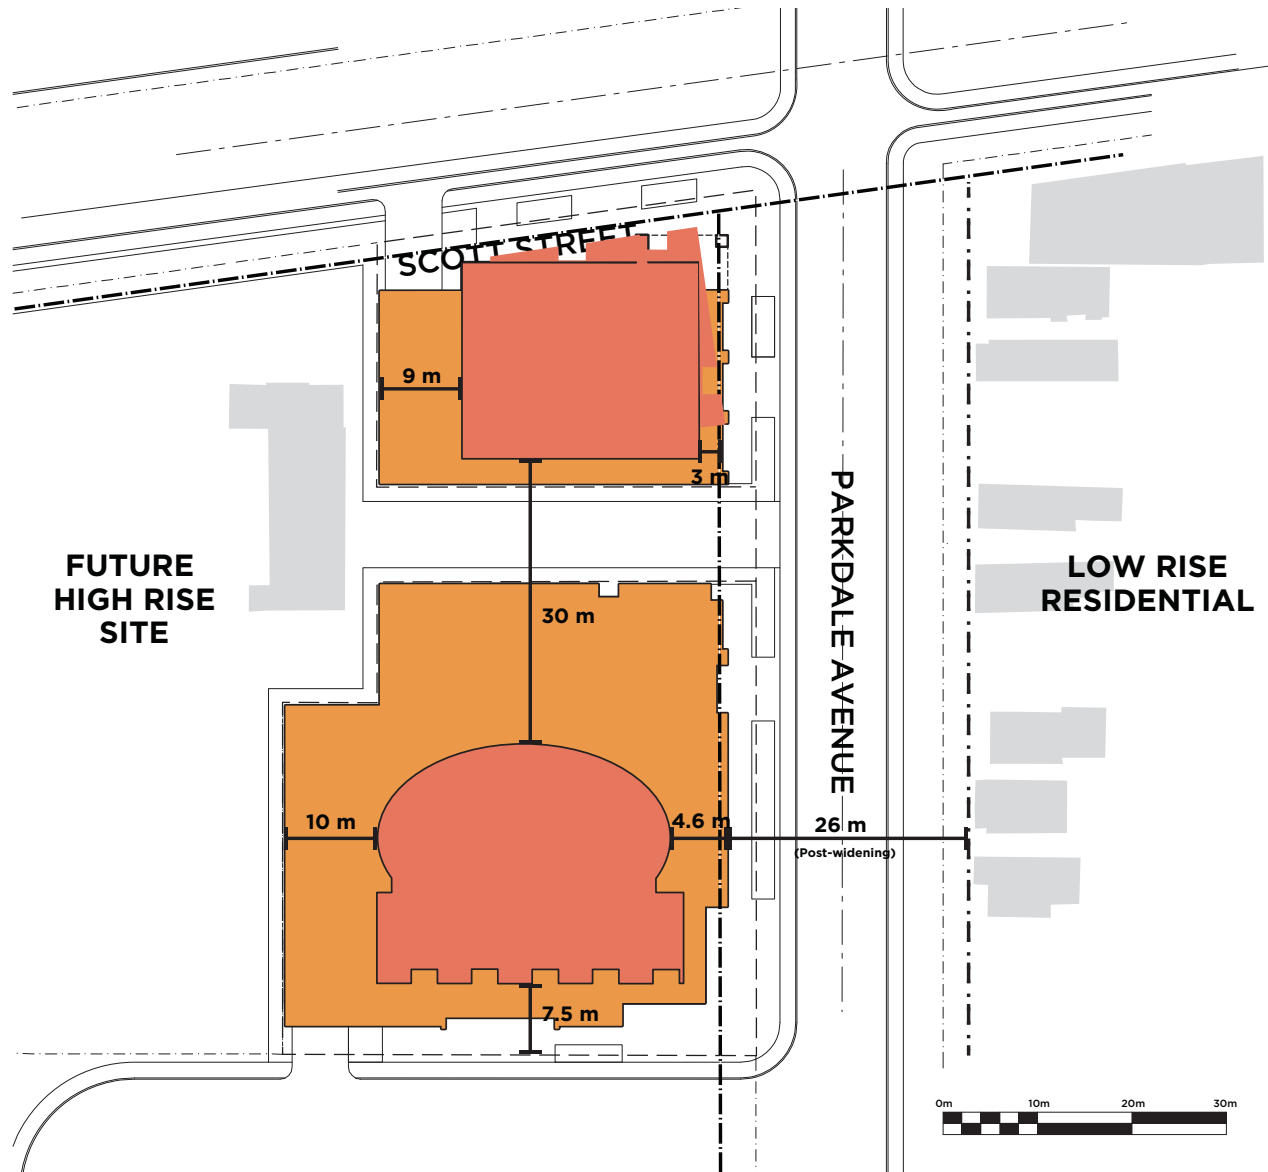 SCOTT STREET
9 m
3 m
PARKDALE AVENUE
FUTURE
HIGH RISE
SITE
LOW RISE
RESIDENTIAL
30 m
10 m
4.6 m
26 m
(Post-widening)
7.5 m
0m 10m 20m 30m